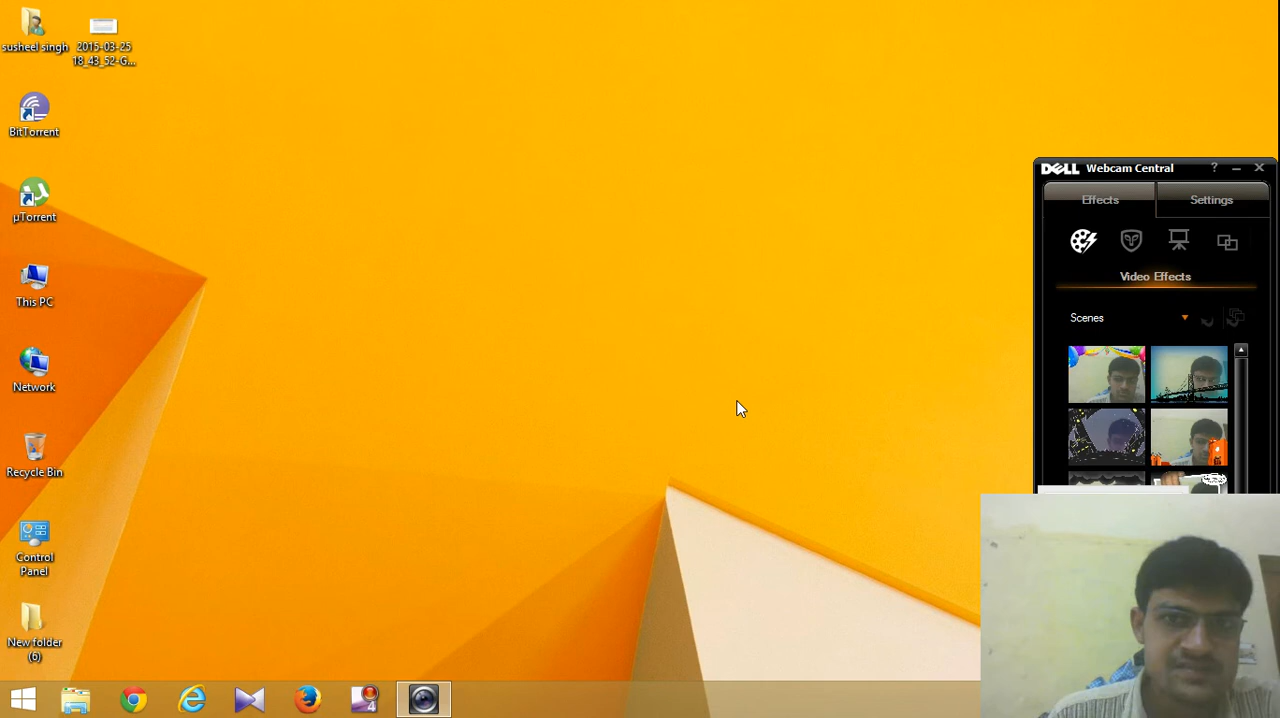 susheel singh
2015-03-25
18_43_52-G...
BitTorrent
µTorrent
This PC
Network
Recycle Bin
Control
Panel
New folder
(6)
DELL Webcam Central
?
Effects
Settings
Video Effects
Scenes
4